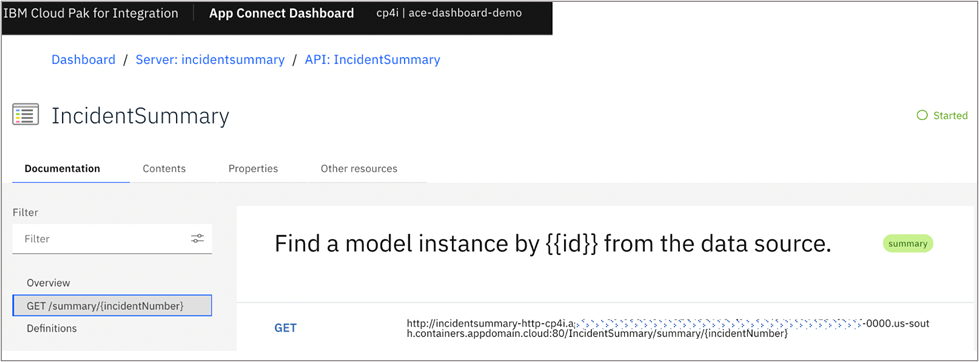 IBM Cloud Pak for Integration App Connect Dashboard cp4i | ace-dashboard-demo
Dashboard / Server: incidentsummary / API: IncidentSummary
IncidentSummary
Started
Documentation Contents Properties Other resources
Filter
Filter
Find a model instance by {{id}} from the data source.
summary
Overview
GET /summary/{incidentNumber}
Definitions
GET
http://incidentsummary-http-cp4i.a -0000.us-sout
h.containers.appdomain.cloud:80/IncidentSummary/summary/{incidentNumber}